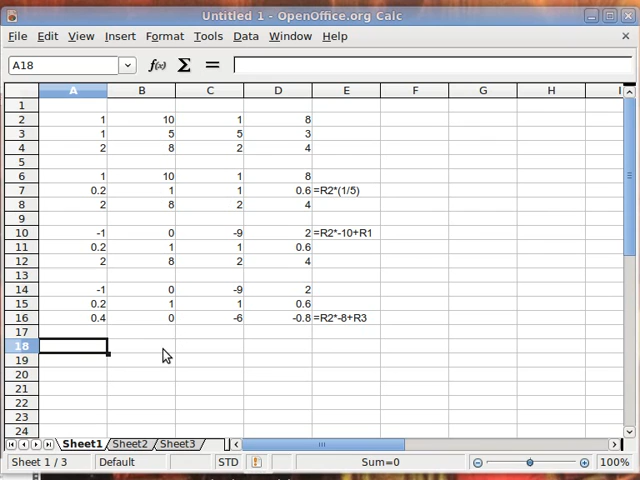 Untitled 1 - OpenOffice.org Calc
File Edit View Insert Format Tools Data Window Help
A18 f(x) Σ =
A B C D E F G H I
1
2 1 10 1 8
3 1 5 5 3
4 2 8 2 4
5
6 1 10 1 8
7 0.2 1 1 0.6 =R2*(1/5)
8 2 8 2 4
9
10 -1 0 -9 2 =R2*-10+R1
11 0.2 1 1 0.6
12 2 8 2 4
13
14 -1 0 -9 2
15 0.2 1 1 0.6
16 0.4 0 -6 -0.8 =R2*-8+R3
17
18
19
20
21
22
23
24
Sheet1 Sheet2 Sheet3
Sheet 1 / 3 Default STD Sum=0 100%